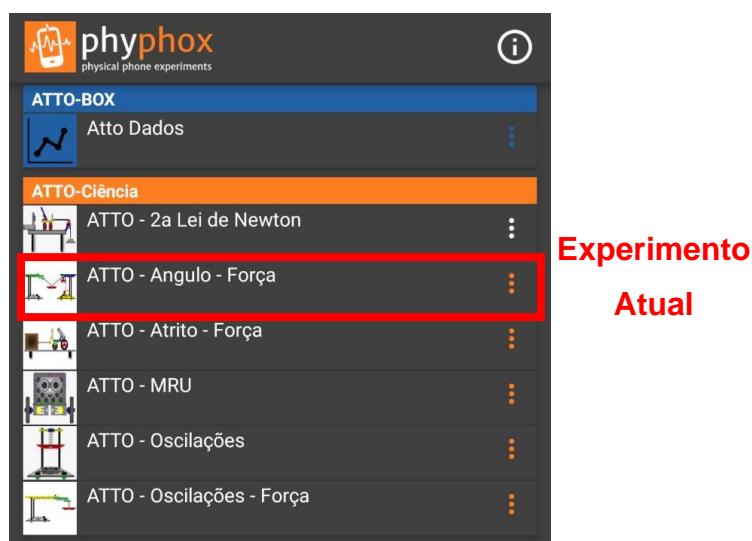 phyphox
physical phone experiments
ATTO-BOX
Atto Dados
ATTO-Ciência
ATTO - 2a Lei de Newton
ATTO - Angulo - Força
ATTO - Atrito - Força
ATTO - MRU
ATTO - Oscilações
ATTO - Oscilações - Força
Experimento
Atual